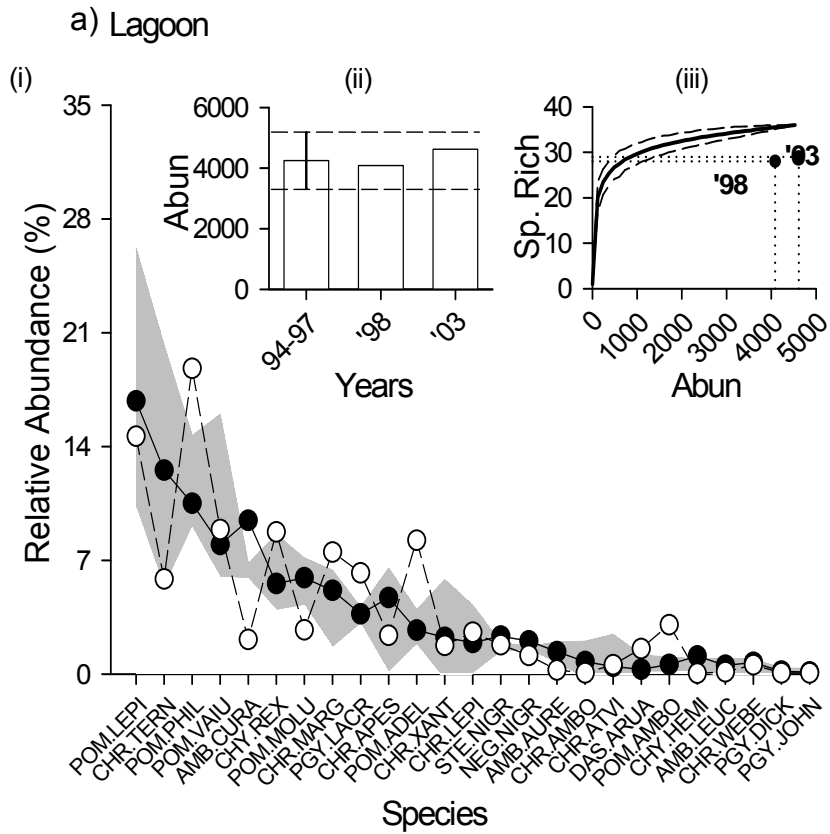 a) Lagoon
(i)
(ii)
(iii)
Relative Abundance (%)
35
28
21
14
7
0
Abun
6000
4000
2000
0
94-97
'98
'03
Years
Sp. Rich
40
30
20
10
0
'98
'03
0
1000
2000
3000
4000
5000
Abun
POM.LEPI
CHR.TERN
POM.PHIL
POM.VAIU
AMB.CURA
CHY.REX
POM.MOLU
CHR.MARG
PGY.LACR
CHR.APES
POM.ADEL
CHR.XANT
CHR.LEPI
STE.NIGR
NEG.NIGR
AMB.AURE
CHR.AMBO
CHR.ATVI
DAS.ARUA
POM.AMBO
CHY.HEMI
AMB.LEUC
CHR.WEBE
PGY.DICK
PGY.JOHN
Species